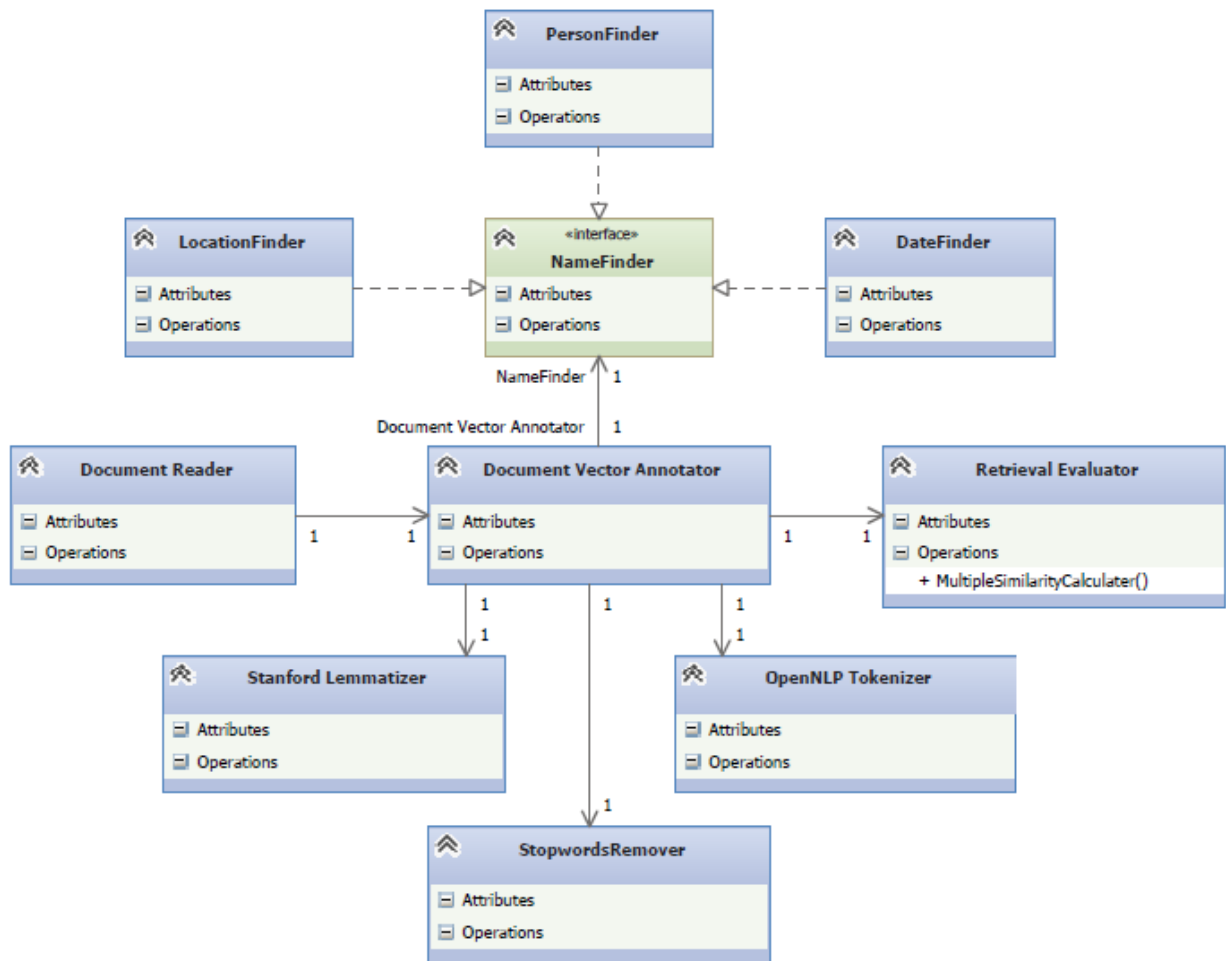 PersonFinder
Attributes
Operations
LocationFinder
Attributes
Operations
«interface»
NameFinder
Attributes
Operations
DateFinder
Attributes
Operations
NameFinder 1
Document Vector Annotator 1
Document Reader
Attributes
Operations
1 1
Document Vector Annotator
Attributes
Operations
1 1
Retrieval Evaluator
Attributes
Operations
+ MultipleSimilarityCalculater()
1
1
1
1
1
1
Stanford Lemmatizer
Attributes
Operations
OpenNLP Tokenizer
Attributes
Operations
StopwordsRemover
Attributes
Operations